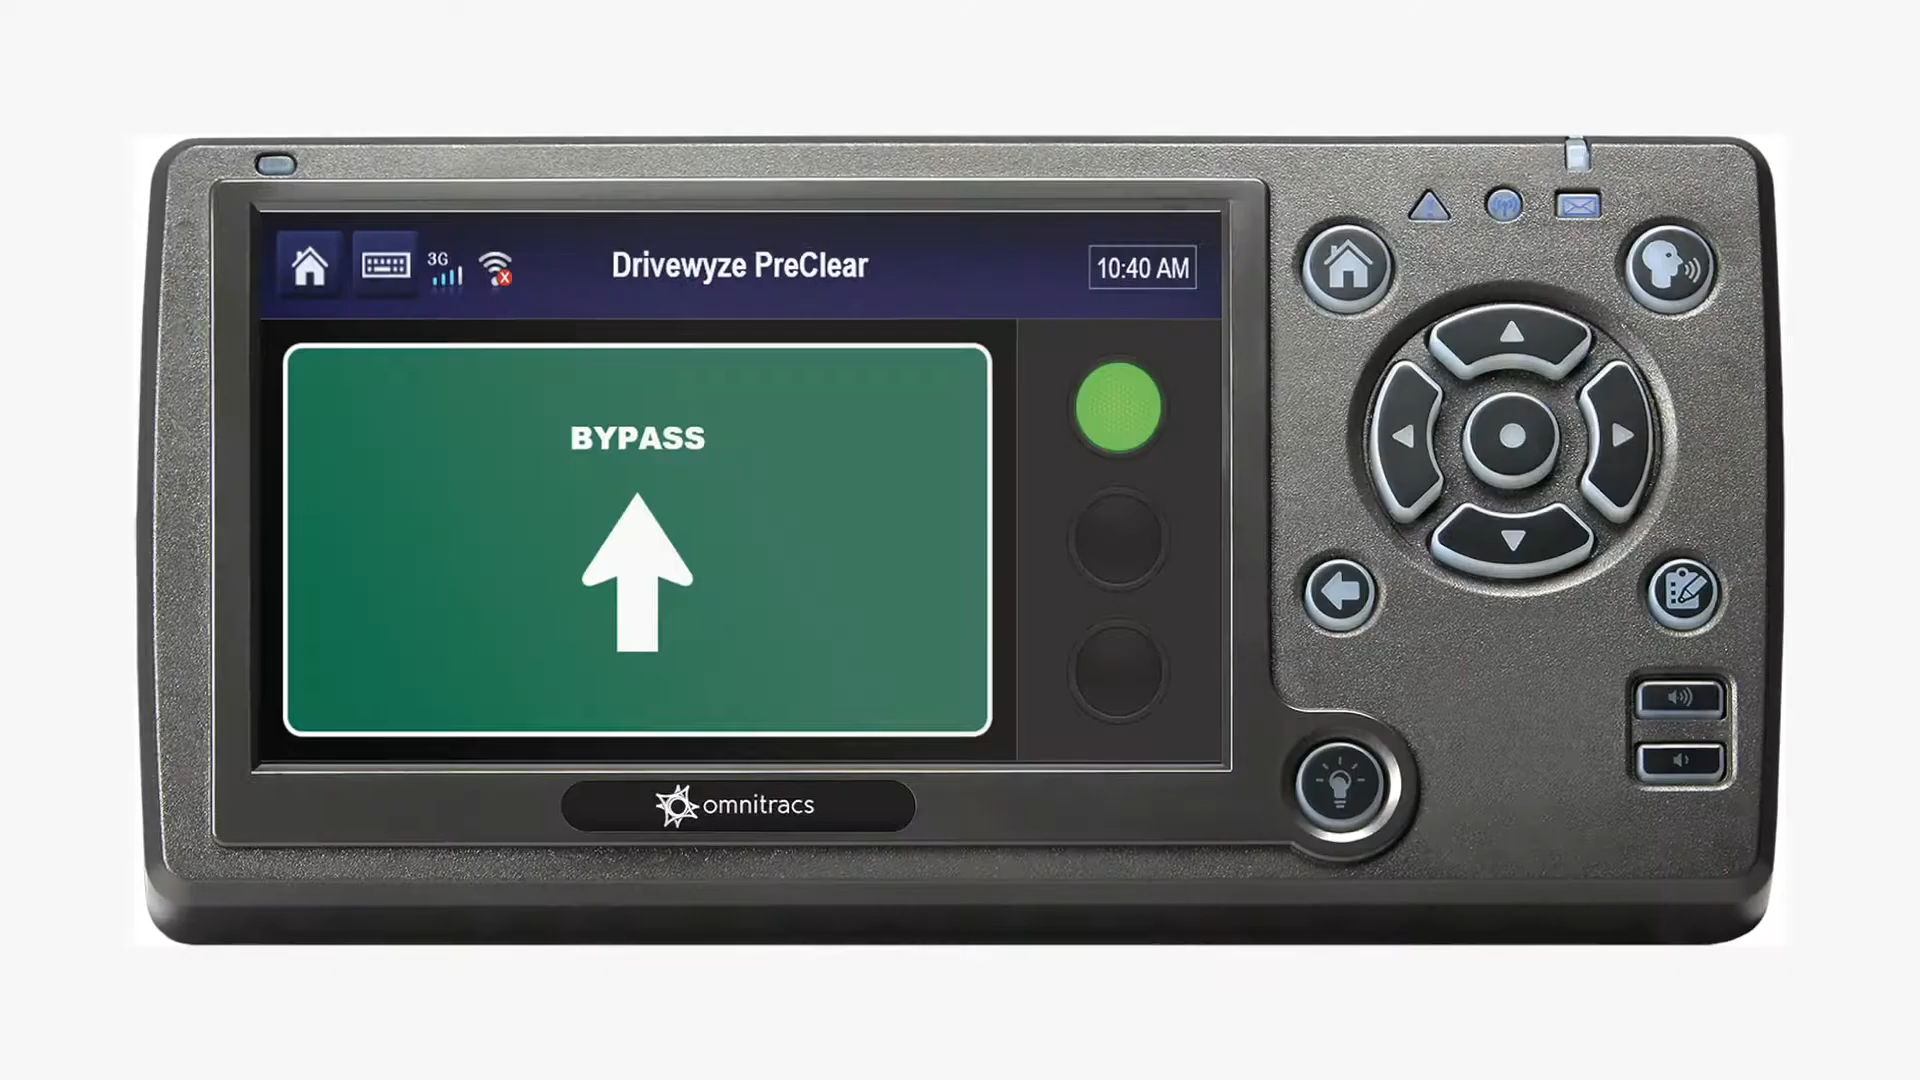 3G
Drivewyze PreClear
10:40 AM
BYPASS
omnitracs